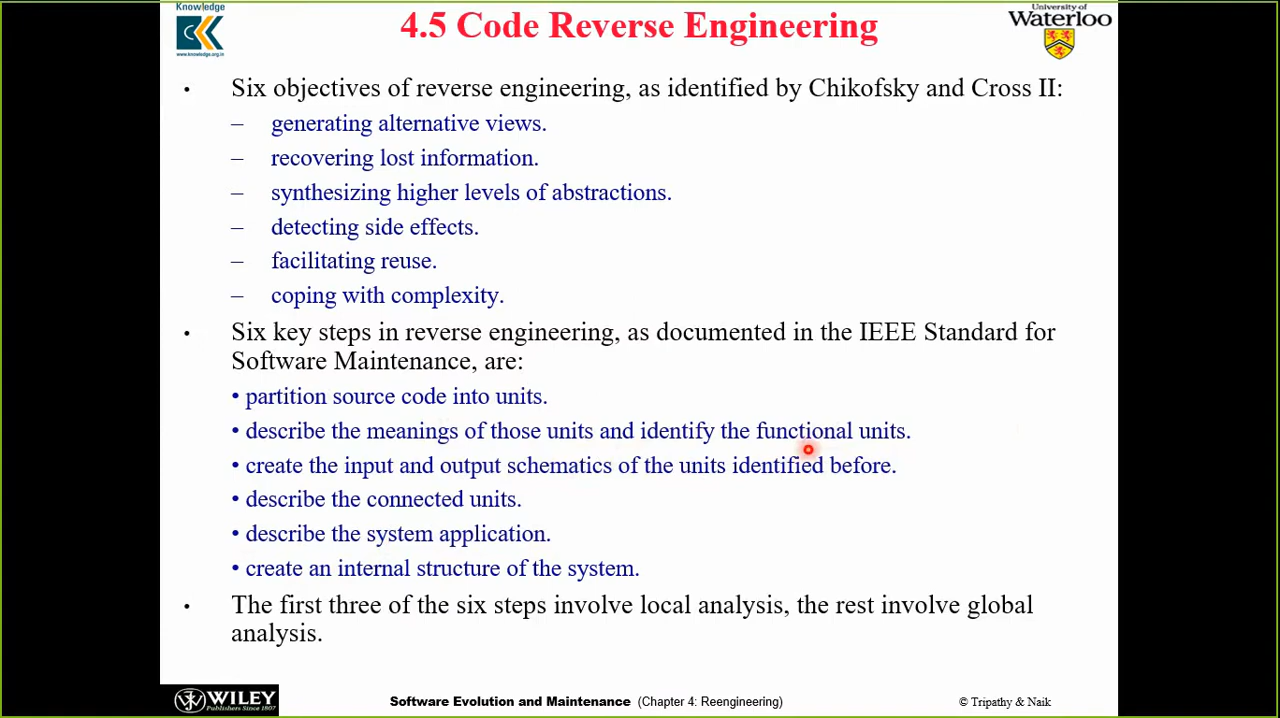 Knowledge
www.knowledge.org.in
4.5 Code Reverse Engineering
University of
Waterloo
• Six objectives of reverse engineering, as identified by Chikofsky and Cross II:
– generating alternative views.
– recovering lost information.
– synthesizing higher levels of abstractions.
– detecting side effects.
– facilitating reuse.
– coping with complexity.
• Six key steps in reverse engineering, as documented in the IEEE Standard for
Software Maintenance, are:
• partition source code into units.
• describe the meanings of those units and identify the functional units.
• create the input and output schematics of the units identified before.
• describe the connected units.
• describe the system application.
• create an internal structure of the system.
• The first three of the six steps involve local analysis, the rest involve global
analysis.
WILEY
Publishers Since 1807
Software Evolution and Maintenance (Chapter 4: Reengineering)
© Tripathy & Naik